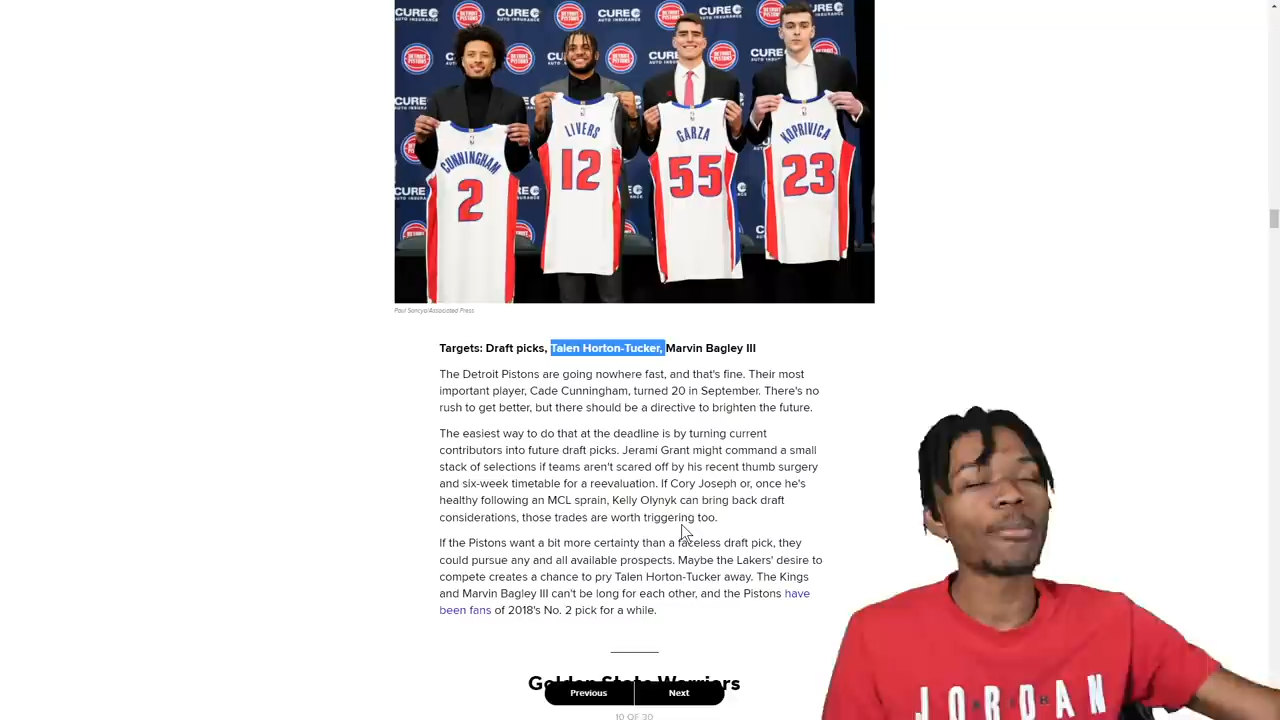 CURE AUTO INSURANCE
DETROIT PISTONS
CUNNINGHAM
2
LIVERS
12
GARZA
55
KOPRIVICA
23
Paul Sancya/Associated Press
Targets: Draft picks, Talen Horton-Tucker, Marvin Bagley III
The Detroit Pistons are going nowhere fast, and that's fine. Their most
important player, Cade Cunningham, turned 20 in September. There's no
rush to get better, but there should be a directive to brighten the future.
The easiest way to do that at the deadline is by turning current
contributors into future draft picks. Jerami Grant might command a small
stack of selections if teams aren't scared off by his recent thumb surgery
and six-week timetable for a reevaluation. If Cory Joseph or, once he's
healthy following an MCL sprain, Kelly Olynyk can bring back draft
considerations, those trades are worth triggering too.
If the Pistons want a bit more certainty than a faceless draft pick, they
could pursue any and all available prospects. Maybe the Lakers' desire to
compete creates a chance to pry Talen Horton-Tucker away. The Kings
and Marvin Bagley III can't be long for each other, and the Pistons have
been fans of 2018's No. 2 pick for a while.
Golden State Warriors
Previous Next
10 OF 30
JORDAN